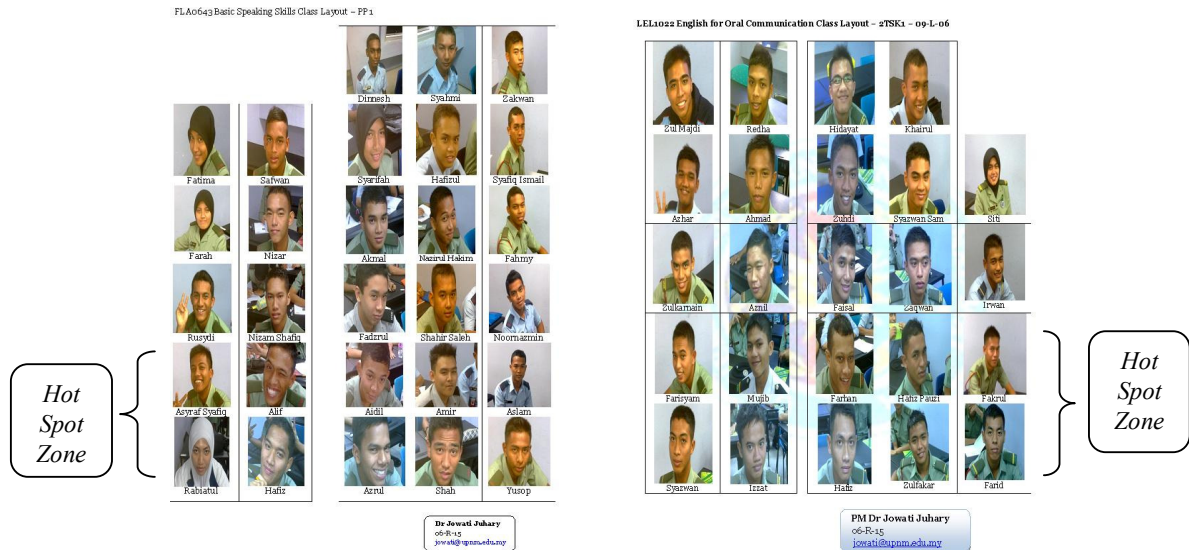 FLA0643 Basic Speaking Skills Class Layout – PP 1
Dinnesh Syahmi Zakwan
Fatima Safwan Syarifah Hafizul Syafiq Ismail
Farah Nizar Akmal Nazirul Hakim Fahmy
Rusydi Nizam Shafiq Fadzrul Shahir Saleh Noornazmin
Asyraf Syafiq Alif Aidil Amir Aslam
Rabiatul Hafiz Azrul Shah Yusop
Hot
Spot
Zone
Dr Jowati Juhary
06-R-15
jowati@upnm.edu.my
LEL1022 English for Oral Communication Class Layout – 2TSK1 – 09-L-06
Zul Majdi Redha Hidayat Khairul
Azhar Ahmad Zuhdi Syazwan Sam Siti
Zulkarnain Aznil Faisal Zaqwan Irwan
Farisyam Mujib Farhan Hafiz Pauzi Fakrul
Syazwan Izzat Hafiz Zulfakar Farid
Hot
Spot
Zone
PM Dr Jowati Juhary
06-R-15
jowati@upnm.edu.my